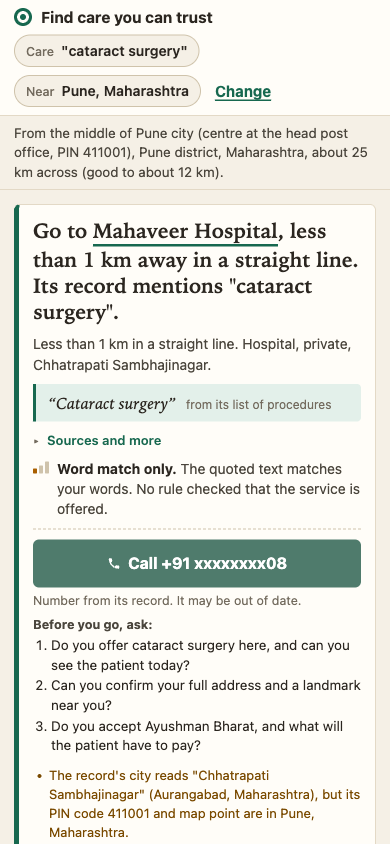 Find care you can trust
Care "cataract surgery"
Near Pune, Maharashtra Change
From the middle of Pune city (centre at the head post
office, PIN 411001), Pune district, Maharashtra, about 25
km across (good to about 12 km).
Go to Mahaveer Hospital, less
than 1 km away in a straight line.
Its record mentions "cataract
surgery".
Less than 1 km in a straight line. Hospital, private,
Chhatrapati Sambhajinagar.
“Cataract surgery” from its list of procedures
▸ Sources and more
Word match only. The quoted text matches
your words. No rule checked that the service is
offered.
Call +91 xxxxxxxx08
Number from its record. It may be out of date.
Before you go, ask:
1. Do you offer cataract surgery here, and can you
see the patient today?
2. Can you confirm your full address and a landmark
near you?
3. Do you accept Ayushman Bharat, and what will
the patient have to pay?
• The record's city reads "Chhatrapati
Sambhajinagar" (Aurangabad, Maharashtra), but its
PIN code 411001 and map point are in Pune,
Maharashtra.